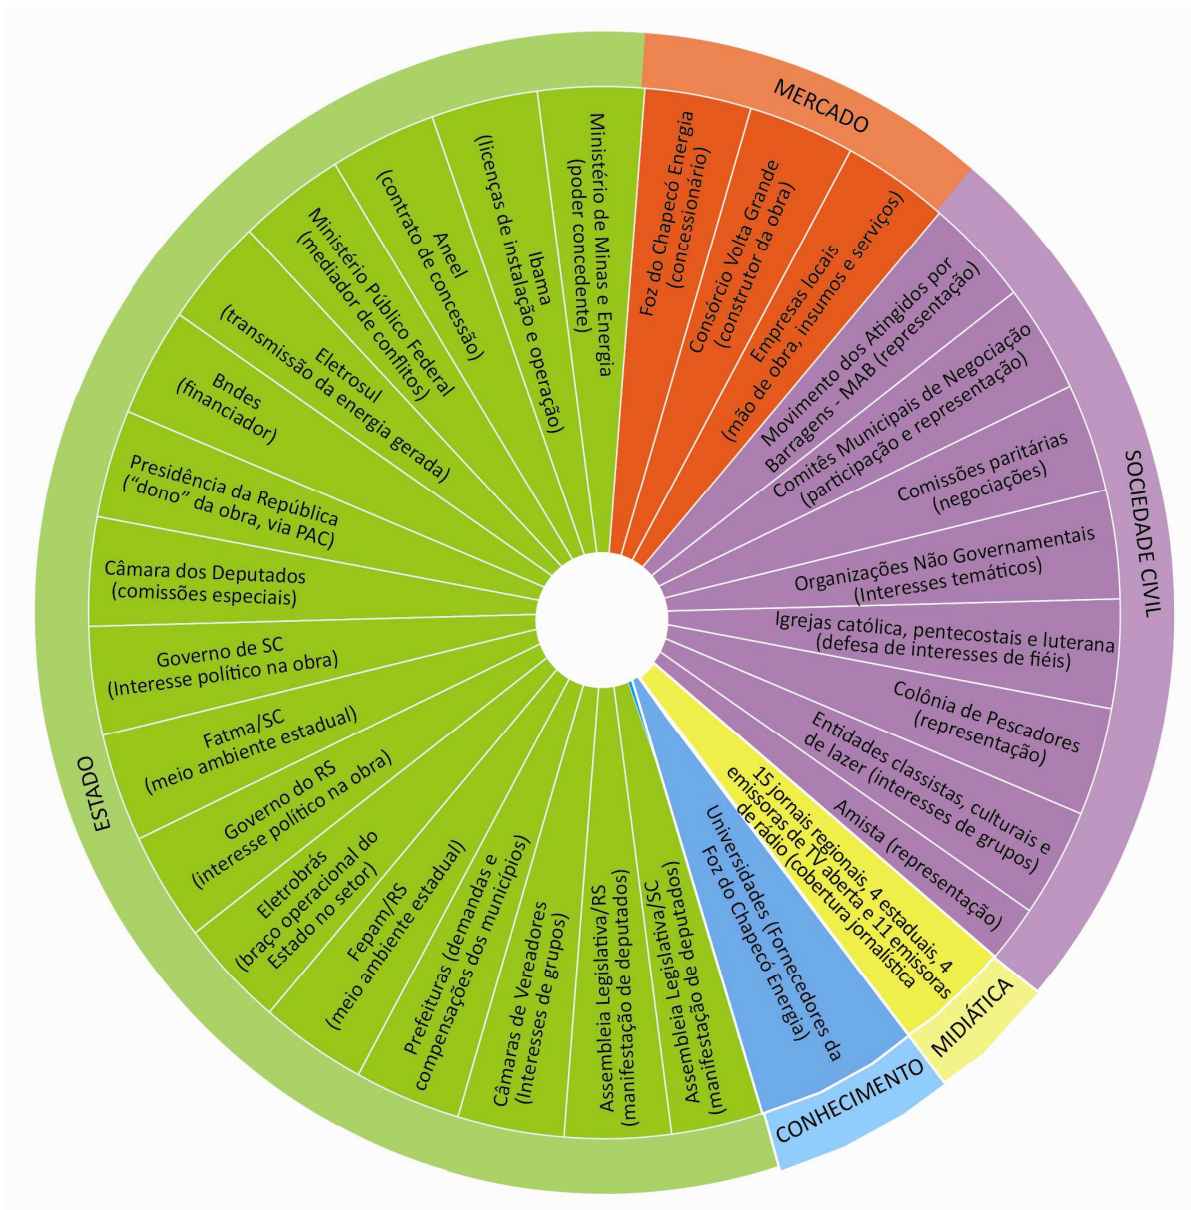 MERCADO
Foz do Chapecó Energia
(concessionário)
Consórcio Volta Grande
(construtor da obra)
Empresas locais
(mão de obra, insumos e serviços)
SOCIEDADE CIVIL
Movimento dos Atingidos por
Barragens - MAB (representação)
Comitês Municipais de Negociação
(participação e representação)
Comissões paritárias
(negociações)
Organizações Não Governamentais
(Interesses temáticos)
Igrejas católica, pentecostais e luterana
(defesa de interesses de fiéis)
Colônia de Pescadores
(representação)
Entidades classistas, culturais e
de lazer (interesses de grupos)
Amista (representação)
MIDIÁTICA
15 jornais regionais, 4 estaduais, 4
emissoras de TV aberta e 11 emissoras
de rádio (cobertura jornalística
CONHECIMENTO
Universidades (Fornecedores da
Foz do Chapecó Energia)
ESTADO
Assembleia Legislativa/SC
(manifestação de deputados)
Assembleia Legislativa/RS
(manifestação de deputados)
Câmaras de Vereadores
(Interesses de grupos)
Prefeituras (demandas e
compensações dos municípios)
Fepam/RS
(meio ambiente estadual)
Eletrobrás
(braço operacional do
Estado no setor)
Governo do RS
(interesse político na obra)
Fatma/SC
(meio ambiente estadual)
Governo de SC
(Interesse político na obra)
Câmara dos Deputados
(comissões especiais)
Presidência da República
(“dono” da obra, via PAC)
Bndes
(financiador)
Eletrosul
(transmissão da energia gerada)
Ministério Público Federal
(mediador de conflitos)
Aneel
(contrato de concessão)
Ibama
(licenças de instalação e operação)
Ministério de Minas e Energia
(poder concedente)